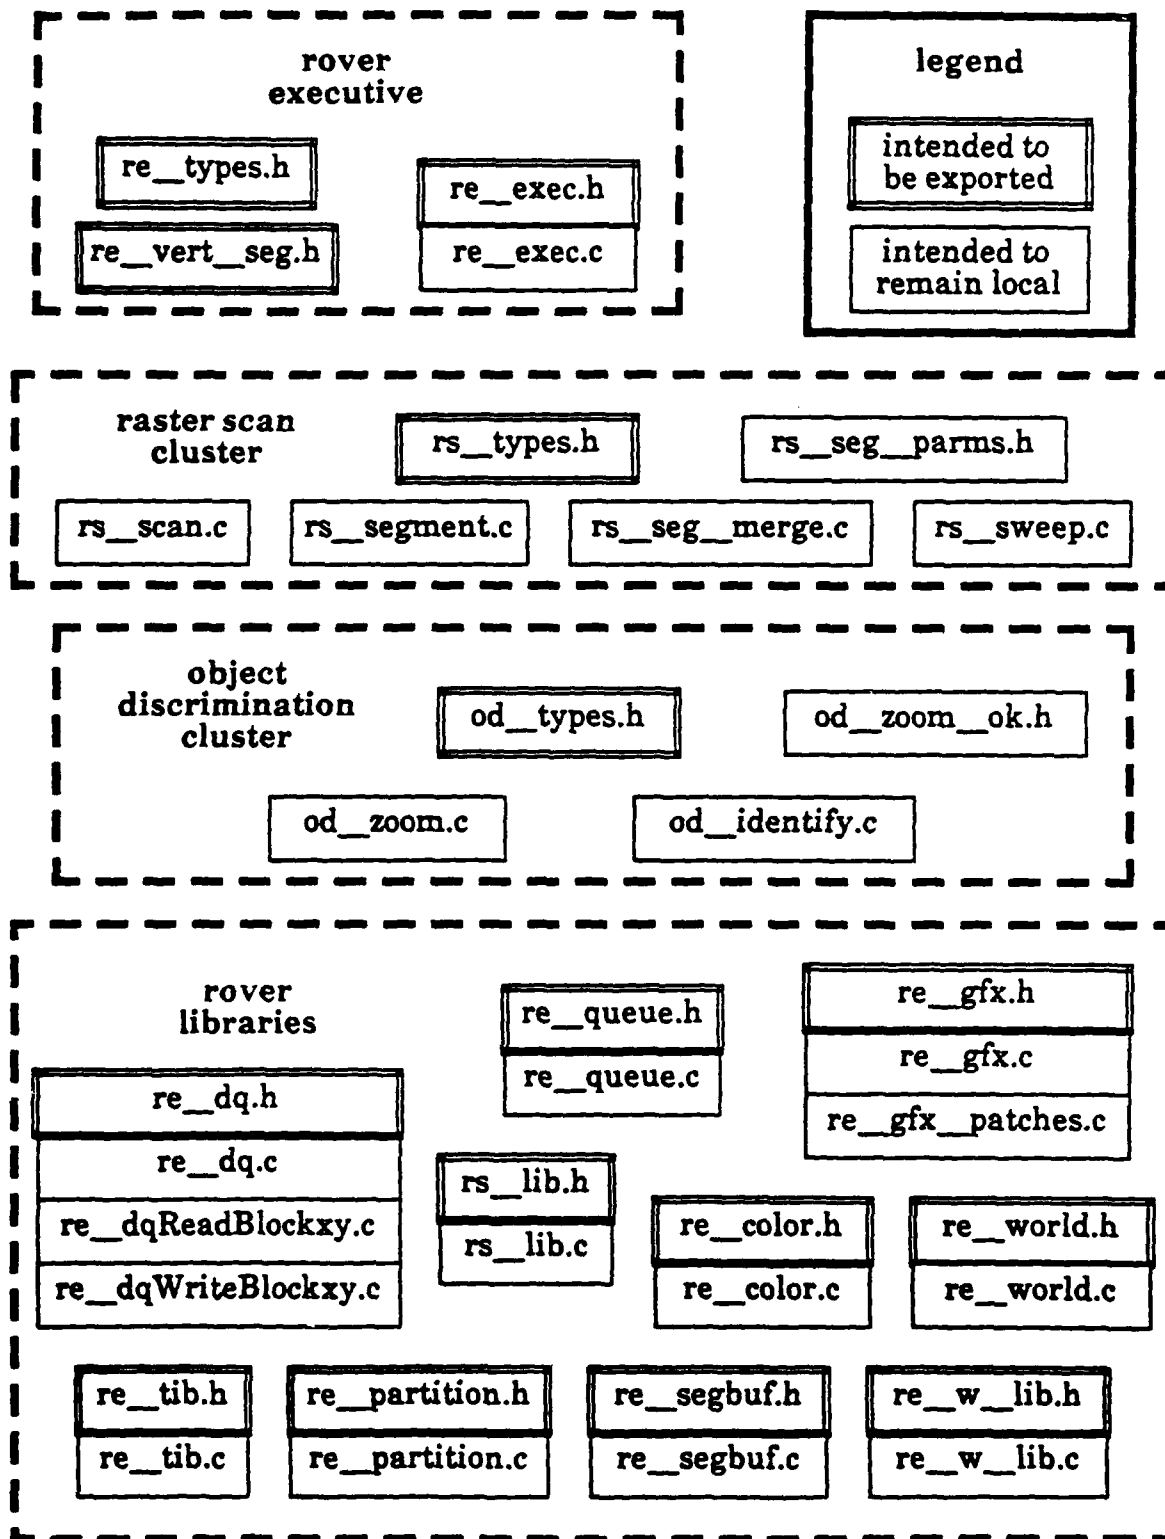 rover
executive
re__types.h
re__exec.h
re__vert__seg.h
re__exec.c
legend
intended to
be exported
intended to
remain local
raster scan
cluster
rs__types.h
rs__seg__parms.h
rs__scan.c
rs__segment.c
rs__seg__merge.c
rs__sweep.c
object
discrimination
cluster
od__types.h
od__zoom__ok.h
od__zoom.c
od__identify.c
rover
libraries
re__queue.h
re__queue.c
re__gfx.h
re__gfx.c
re__gfx__patches.c
re__dq.h
re__dq.c
re__dqReadBlockxy.c
re__dqWriteBlockxy.c
rs__lib.h
rs__lib.c
re__color.h
re__color.c
re__world.h
re__world.c
re__tib.h
re__tib.c
re__partition.h
re__partition.c
re__segbuf.h
re__segbuf.c
re__w__lib.h
re__w__lib.c